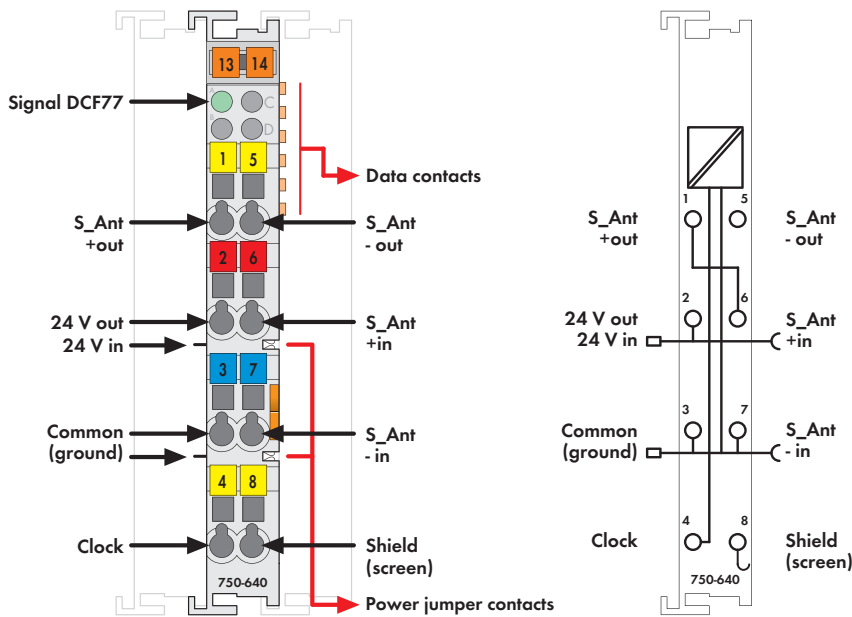 13 14
A
Signal DCF77
C
B
D
1 5
Data contacts
S_Ant
+out
S_Ant
- out
2 6
24 V out
24 V in
S_Ant
+in
3 7
Common
(ground)
S_Ant
- in
4 8
Clock
Shield
(screen)
750-640
Power jumper contacts
1
5
S_Ant
+out
S_Ant
- out
2
6
24 V out
24 V in
S_Ant
+in
3
7
Common
(ground)
S_Ant
- in
4
8
Clock
Shield
(screen)
750-640